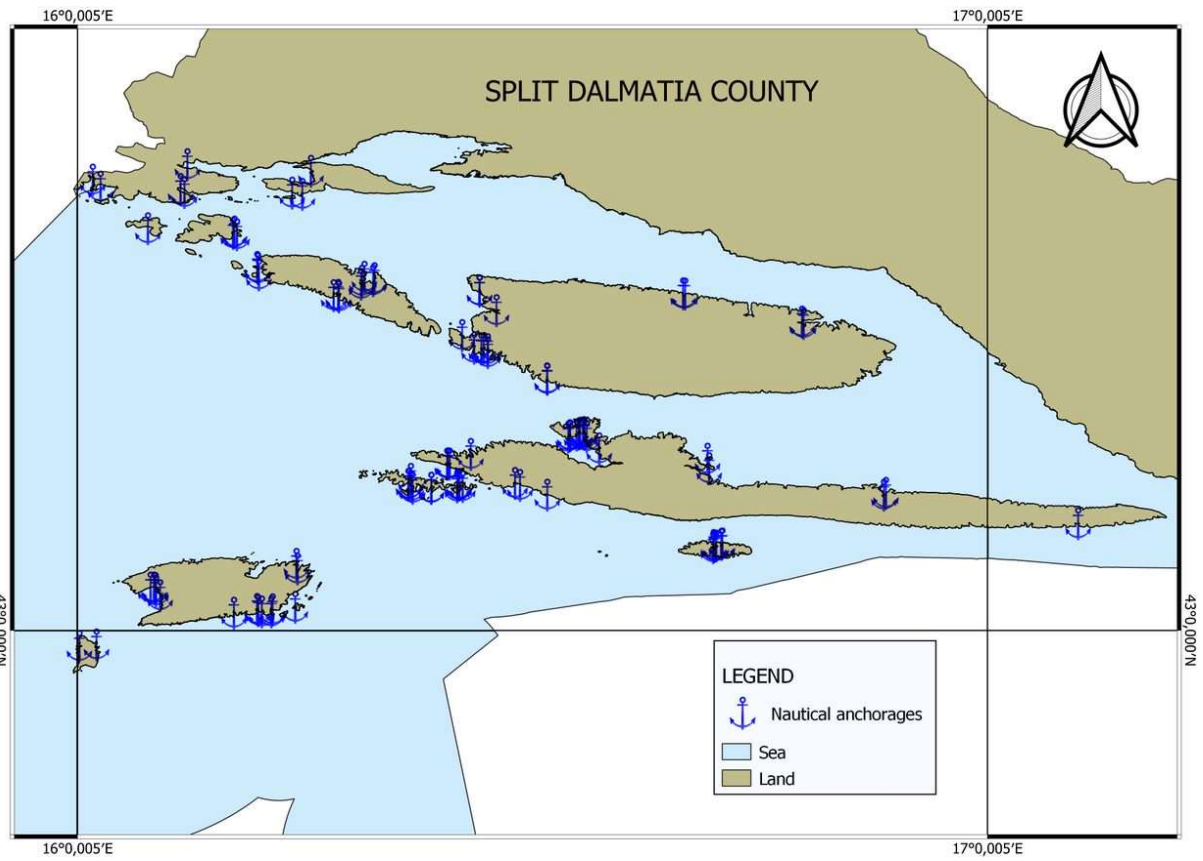 16°0,005'E 17°0,005'E
SPLIT DALMATIA COUNTY
43°0,000'N 43°0,000'N
LEGEND
Nautical anchorages
Sea
Land
16°0,005'E 17°0,005'E